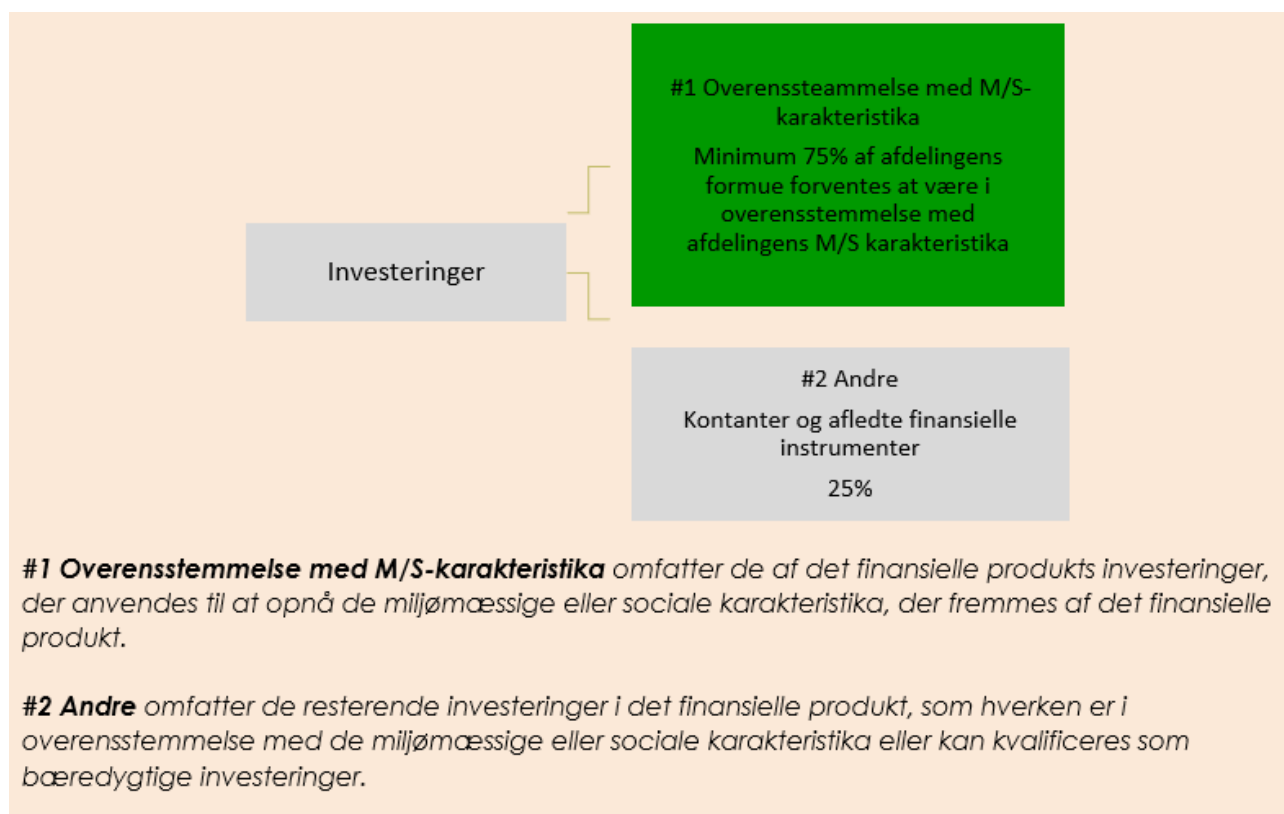 #1 Overenssteammelse med M/S-
karakteristika
Minimum 75% af afdelingens
formue forventes at være i
overensstemmelse med
afdelingens M/S karakteristika
Investeringer
#2 Andre
Kontanter og afledte finansielle
instrumenter
25%
#1 Overensstemmelse med M/S-karakteristika omfatter de af det finansielle produkts investeringer,
der anvendes til at opnå de miljømæssige eller sociale karakteristika, der fremmes af det finansielle
produkt.
#2 Andre omfatter de resterende investeringer i det finansielle produkt, som hverken er i
overensstemmelse med de miljømæssige eller sociale karakteristika eller kan kvalificeres som
bæredygtige investeringer.